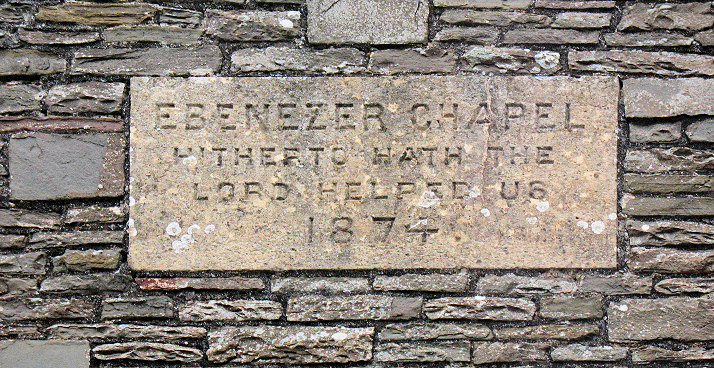 EBENEZER CHAPEL
HITHERTO HATH THE
LORD HELPED US
1874